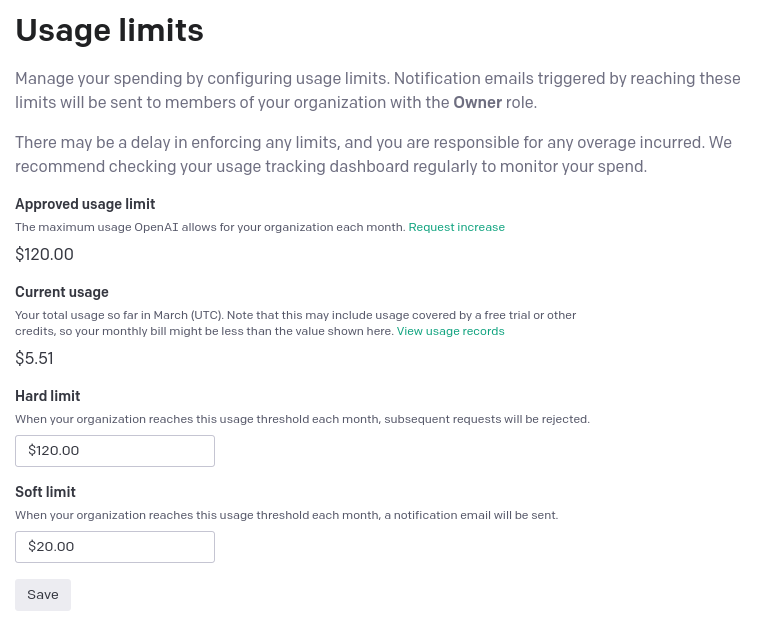 Usage limits
Manage your spending by configuring usage limits. Notification emails triggered by reaching these
limits will be sent to members of your organization with the Owner role.
There may be a delay in enforcing any limits, and you are responsible for any overage incurred. We
recommend checking your usage tracking dashboard regularly to monitor your spend.
Approved usage limit
The maximum usage OpenAI allows for your organization each month. Request increase
$120.00
Current usage
Your total usage so far in March (UTC). Note that this may include usage covered by a free trial or other
credits, so your monthly bill might be less than the value shown here. View usage records
$5.51
Hard limit
When your organization reaches this usage threshold each month, subsequent requests will be rejected.
$120.00
Soft limit
When your organization reaches this usage threshold each month, a notification email will be sent.
$20.00
Save